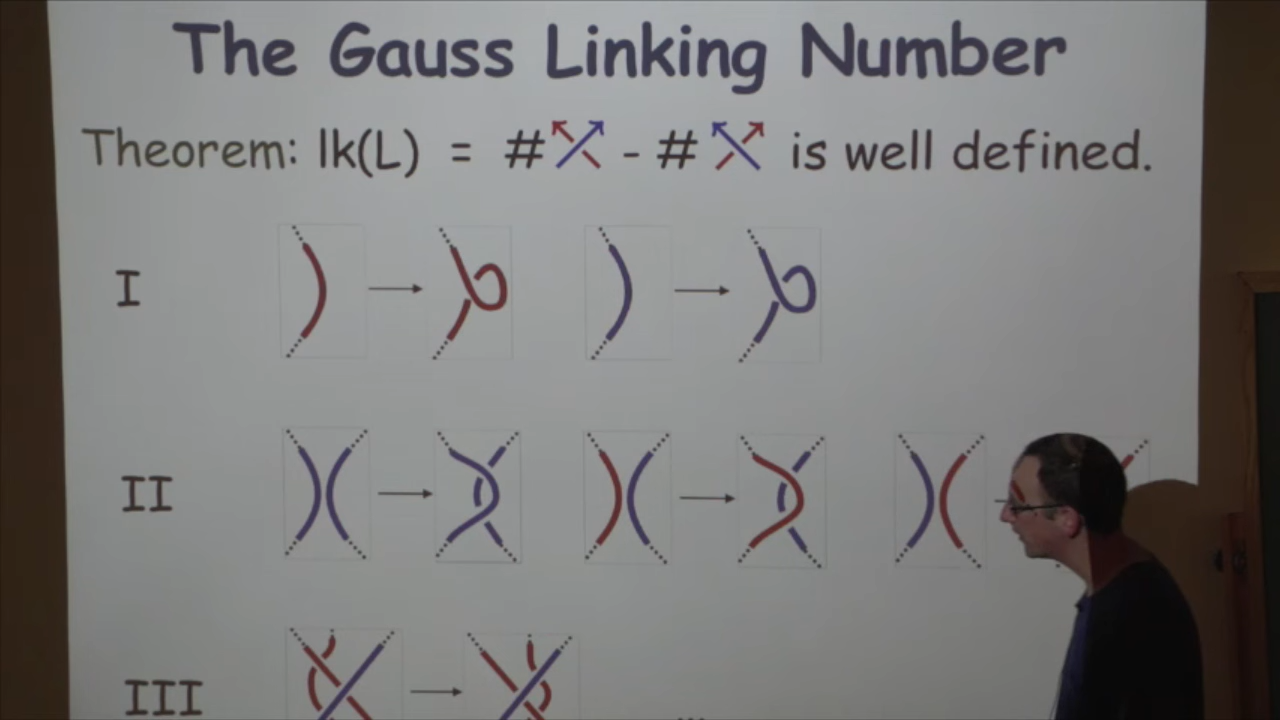 The Gauss Linking Number
Theorem: lk(L) = # - # is well defined.
I
II
III